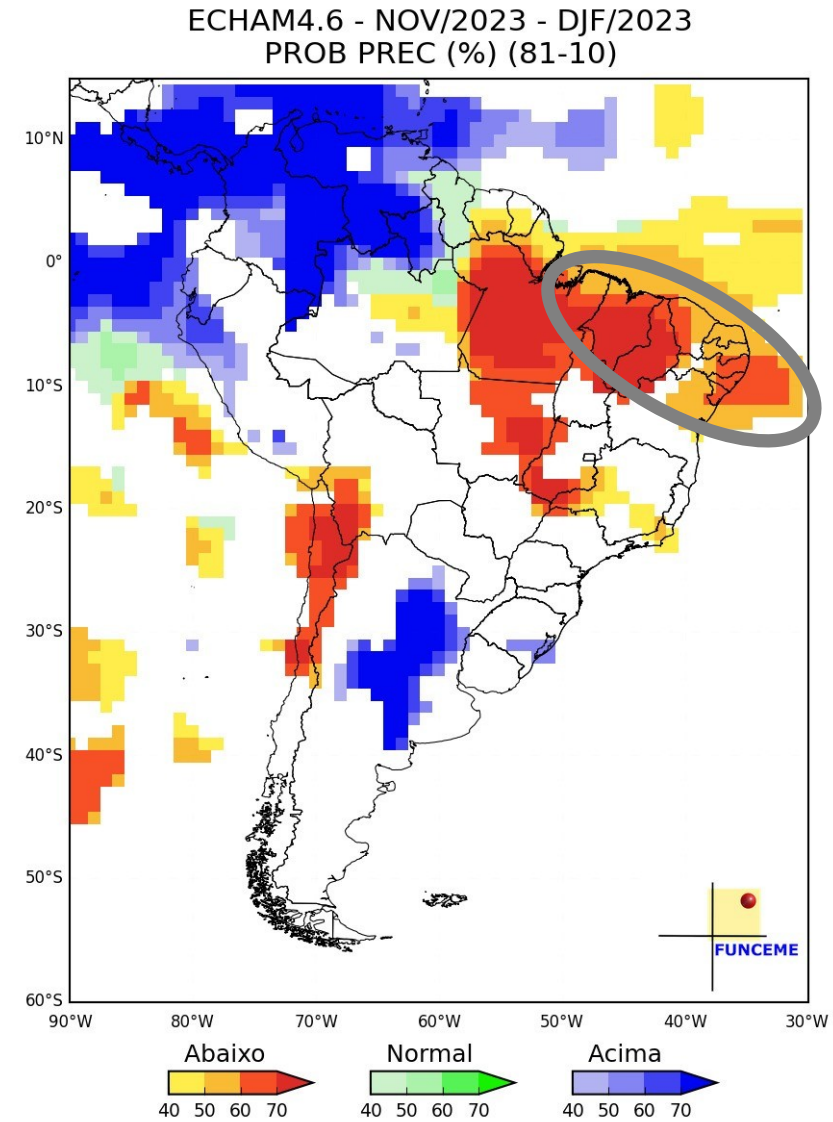 ECHAM4.6 - NOV/2023 - DJF/2023
PROB PREC (%) (81-10)
10°N
0°
10°S
20°S
30°S
40°S
50°S
60°S
FUNCEME
90°W 80°W 70°W 60°W 50°W 40°W 30°W
Abaixo Normal Acima
40 50 60 70 40 50 60 70 40 50 60 70